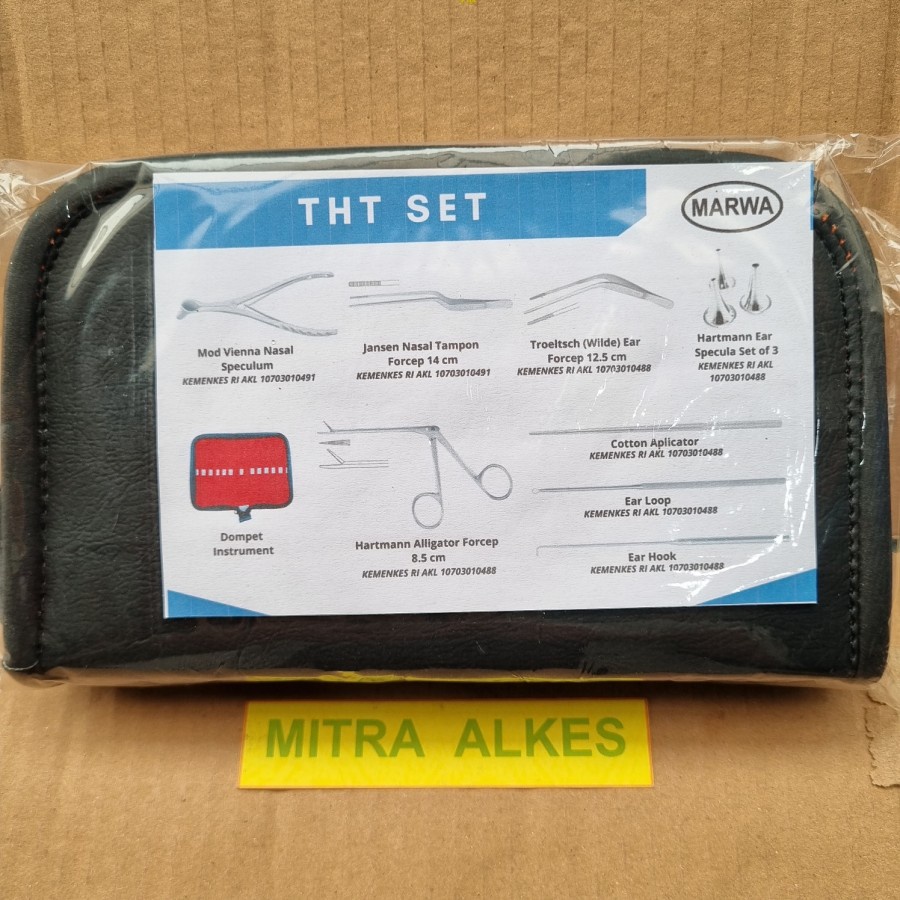 THT SET
MARWA
Mod Vienna Nasal
Speculum
KEMENKES RI AKL 10703010491
Jansen Nasal Tampon
Forcep 14 cm
KEMENKES RI AKL 10703010491
Troeltsch (Wilde) Ear
Forcep 12.5 cm
KEMENKES RI AKL 10703010488
Hartmann Ear
Specula Set of 3
KEMENKES RI AKL
10703010488
Dompet
Instrument
Hartmann Alligator Forcep
8.5 cm
KEMENKES RI AKL 10703010488
Cotton Aplicator
KEMENKES RI AKL 10703010488
Ear Loop
KEMENKES RI AKL 10703010488
Ear Hook
KEMENKES RI AKL 10703010488
MITRA ALKES